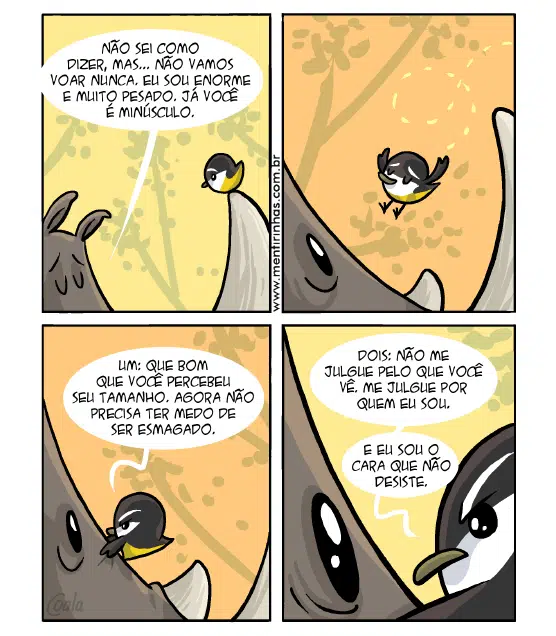 NÃO SEI COMO
DIZER, MAS... NÃO VAMOS
VOAR NUNCA. EU SOU ENORME
E MUITO PESADO. JÁ VOCÊ
É MINÚSCULO.
www.mentirinhas.com.br
UM: QUE BOM
QUE VOCÊ PERCEBEU
SEU TAMANHO. AGORA NÃO
PRECISA TER MEDO DE
SER ESMAGADO.
DOIS: NÃO ME
JULGUE PELO QUE VOCÊ
VÊ. ME JULGUE POR
QUEM EU SOU.
E EU SOU O
CARA QUE NÃO
DESISTE.